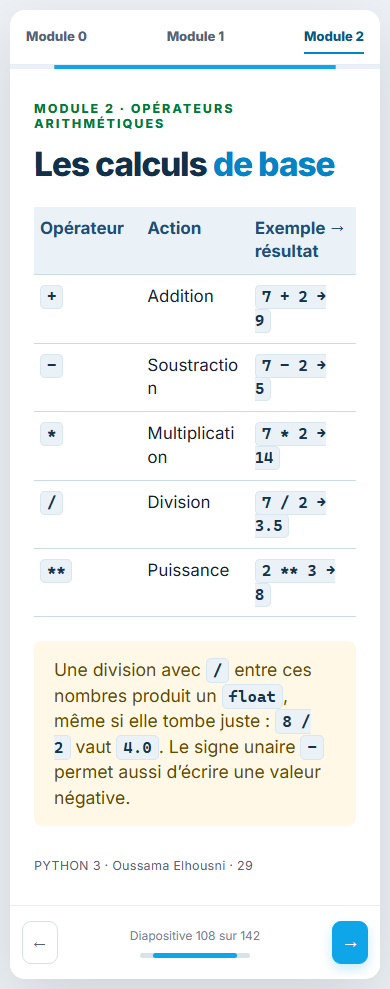 Module 0 Module 1 Module 2
MODULE 2 · OPÉRATEURS
ARITHMÉTIQUES
Les calculs de base
Opérateur Action Exemple →
résultat
+ Addition 7 + 2 →
9
− Soustractio 7 − 2 →
n 5
* Multiplicati 7 * 2 →
on 14
/ Division 7 / 2 →
3.5
** Puissance 2 ** 3 →
8
Une division avec / entre ces
nombres produit un float,
même si elle tombe juste : 8 /
2 vaut 4.0. Le signe unaire −
permet aussi d’écrire une valeur
négative.
PYTHON 3 · Oussama Elhousni · 29
← Diapositive 108 sur 142 →